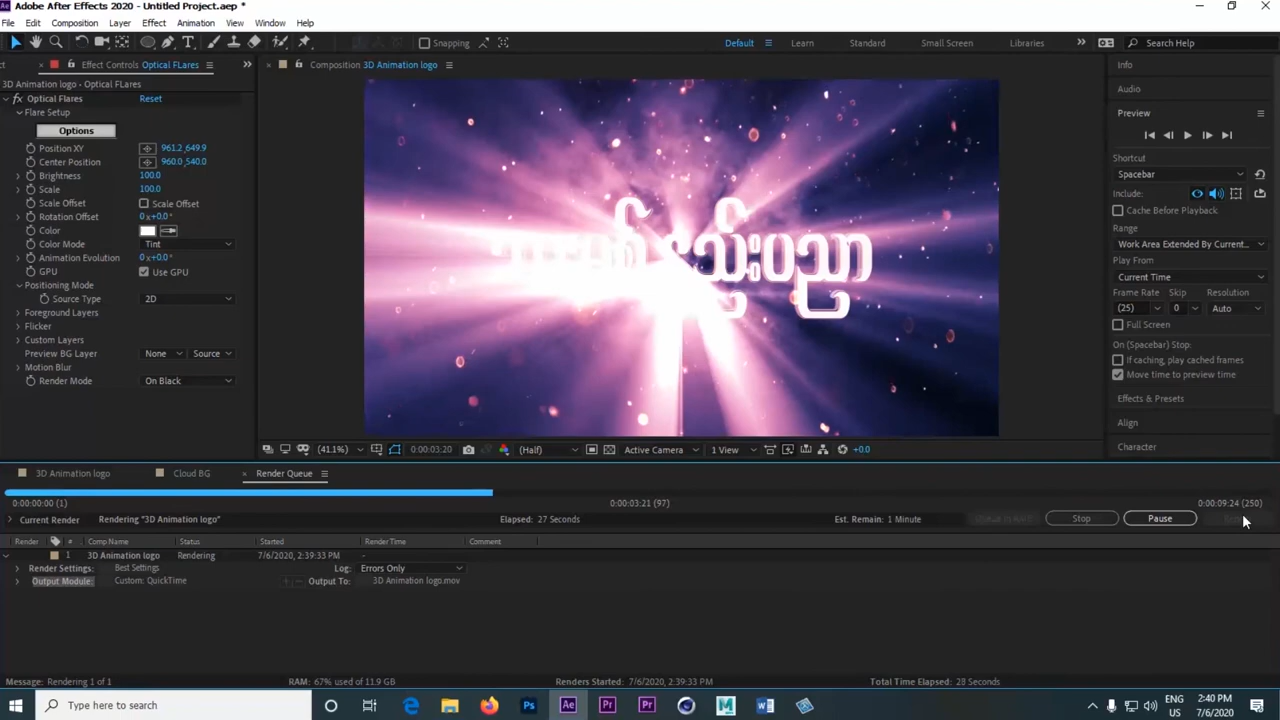 Adobe After Effects 2020 - Untitled Project.aep *
File Edit Composition Layer Effect Animation View Window Help
Snapping Default Learn Standard Small Screen Libraries Search Help
Effect Controls Optical FLares
3D Animation logo • Optical FLares
fx Optical Flares Reset
Flare Setup
Options
Position XY 961.2,649.9
Center Position 960.0,540.0
Brightness 100.0
Scale 100.0
Scale Offset Scale Offset
Rotation Offset 0 x+0.0°
Color
Color Mode Tint
Animation Evolution 0 x+0.0°
GPU Use GPU
Positioning Mode
Source Type 2D
Foreground Layers
Flicker
Custom Layers
Preview BG Layer None Source
Motion Blur
Render Mode On Black
Composition 3D Animation logo
နည်းပညာ
(41.1%) 0:00:03:20 (Half) Active Camera 1 View +0.0
Info
Audio
Preview
Shortcut
Spacebar
Include:
Cache Before Playback
Range
Work Area Extended By Current...
Play From
Current Time
Frame Rate Skip Resolution
(25) 0 Auto
Full Screen
On (Spacebar) Stop:
If caching, play cached frames
Move time to preview time
Effects & Presets
Align
Character
3D Animation logo Cloud BG Render Queue
0:00:00:00 (1) 0:00:03:21 (97) 0:00:09:24 (250)
Current Render Rendering "3D Animation logo" Elapsed: 27 Seconds Est. Remain: 1 Minute Stop Pause
Render # Comp Name Status Started Render Time Comment
1 3D Animation logo Rendering 7/6/2020, 2:39:33 PM -
Render Settings: Best Settings Log: Errors Only
Output Module: Custom: QuickTime Output To: 3D Animation logo.mov
Message: Rendering 1 of 1 RAM: 67% used of 11.9 GB Renders Started: 7/6/2020, 2:39:33 PM Total Time Elapsed: 28 Seconds
Type here to search
ENG 2:40 PM
US 7/6/2020